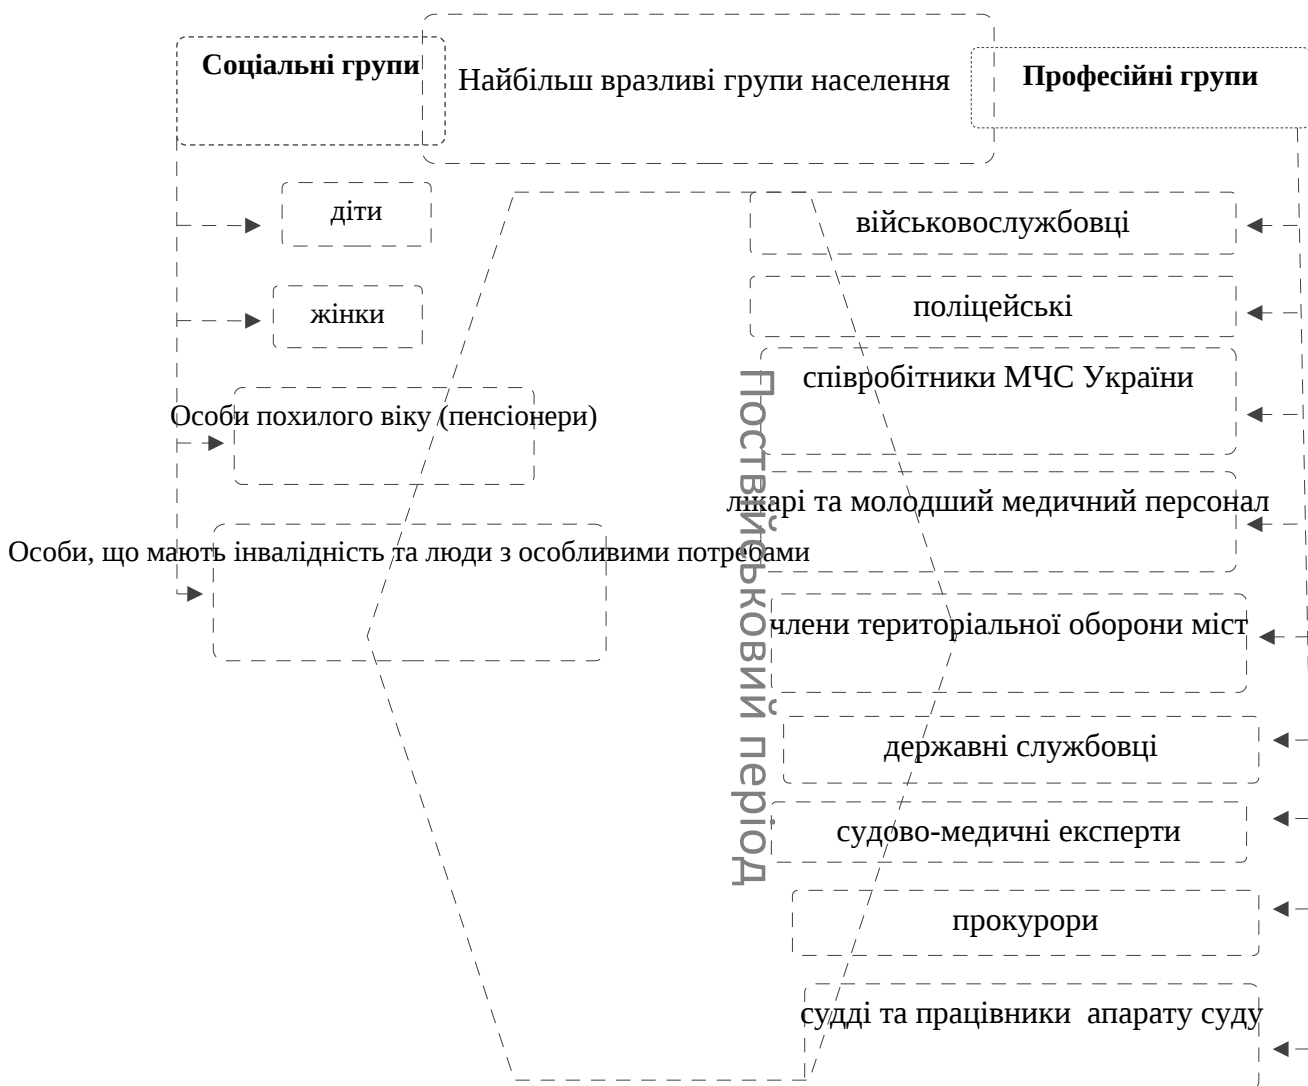 Соціальні групи
Найбільш вразливі групи населення
Професійні групи
діти
жінки
Особи похилого віку (пенсіонери)
Особи, що мають інвалідність та люди з особливими потребами
Поствійськовий період
військовослужбовці
поліцейські
співробітники МЧС України
лікарі та молодший медичний персонал
члени територіальної оборони міст
державні службовці
судово-медичні експерти
прокурори
судді та працівники апарату суду